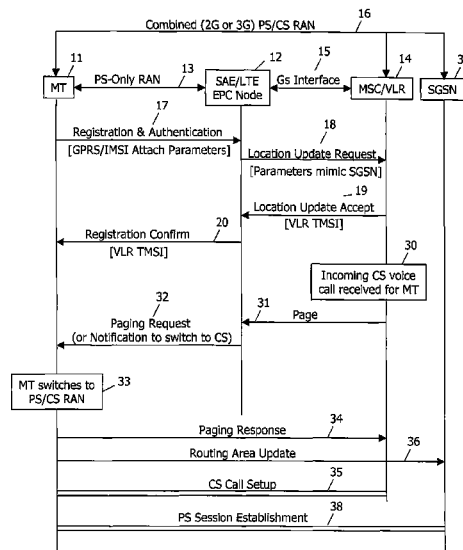 16
Combined (2G or 3G) PS/CS RAN
11
12
15
14
3
MT
PS-Only RAN
13
SAE/LTE
EPC Node
Gs Interface
MSC/VLR
SGSN
17
Registration & Authentication
[GPRS/IMSI Attach Parameters]
18
Location Update Request
[Parameters mimic SGSN]
19
Location Update Accept
[VLR TMSI]
20
Registration Confirm
[VLR TMSI]
30
Incoming CS voice
call received for MT
31
Page
32
Paging Request
(or Notification to switch to CS)
MT switches to
PS/CS RAN
33
34
Paging Response
36
Routing Area Update
35
CS Call Setup
38
PS Session Establishment